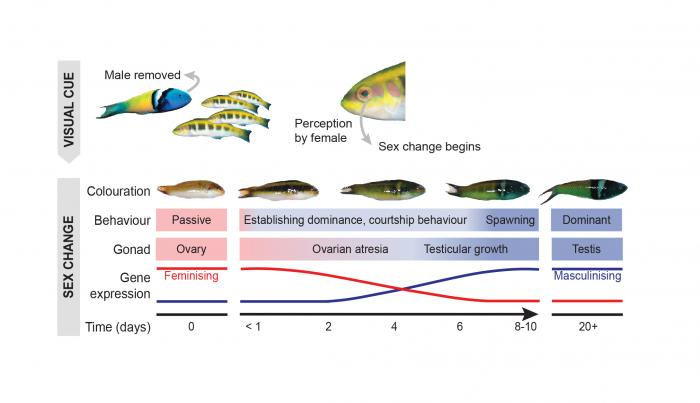 VISUAL CUE
Male removed
Perception
by female
Sex change begins
SEX CHANGE
Colouration
Behaviour
Passive
Establishing dominance, courtship behaviour
Spawning
Dominant
Gonad
Ovary
Ovarian atresia
Testicular growth
Testis
Gene
expression
Feminising
Masculinising
Time (days)
0
< 1
2
4
6
8-10
20+